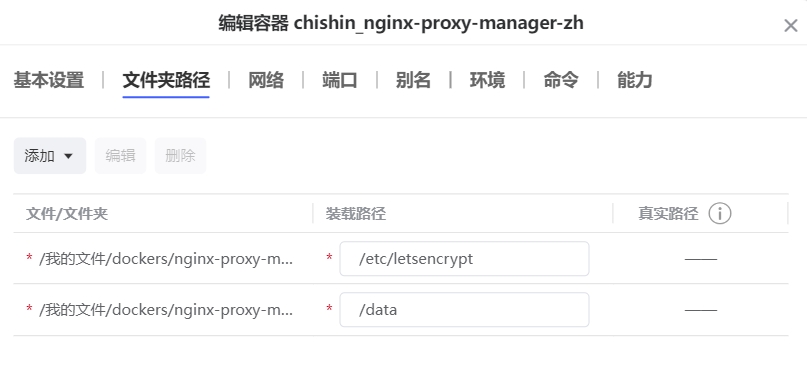 编辑容器 chishin_nginx-proxy-manager-zh
基本设置 | 文件夹路径 | 网络 | 端口 | 别名 | 环境 | 命令 | 能力
添加 编辑 删除
文件/文件夹 装载路径 真实路径
* /我的文件/dockers/nginx-proxy-m... * /etc/letsencrypt ——
* /我的文件/dockers/nginx-proxy-m... * /data ——